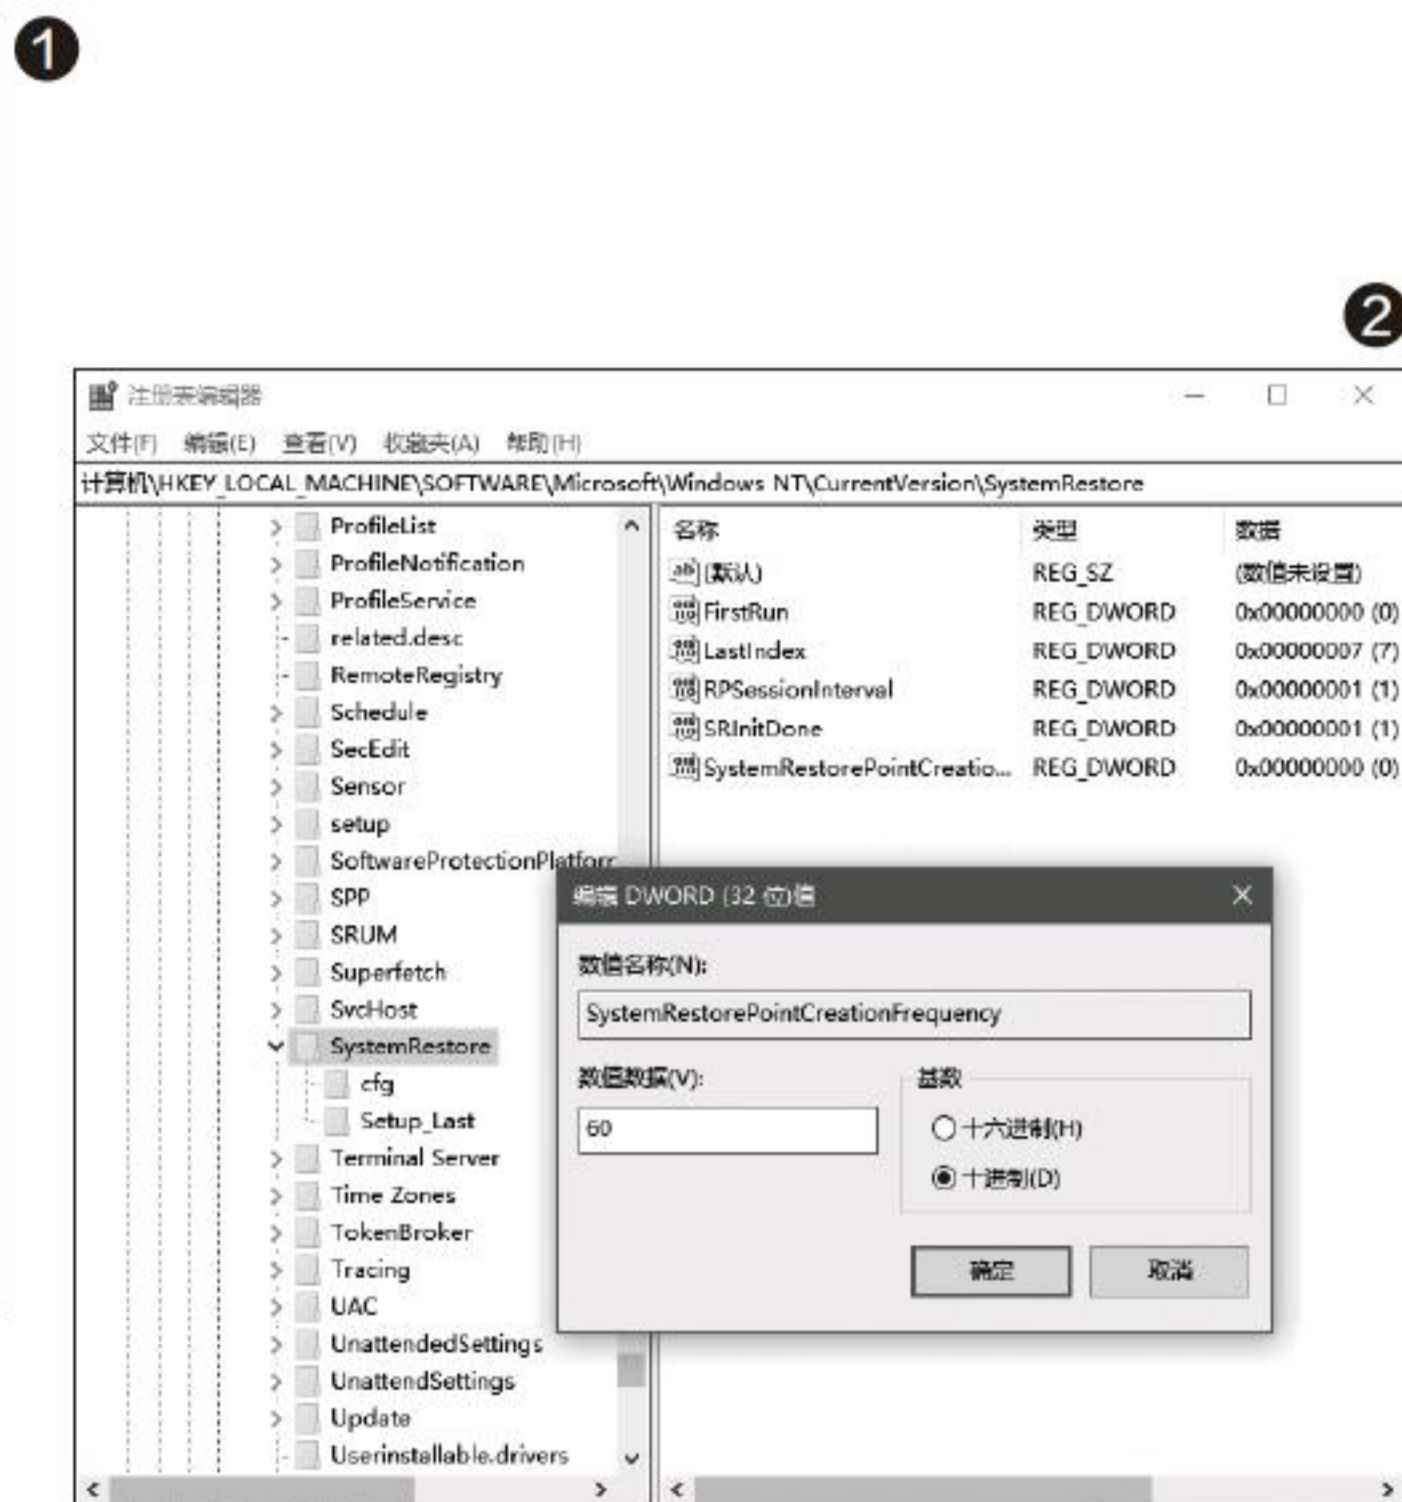 1
2
注册表编辑器
文件(F) 编辑(E) 查看(V) 收藏夹(A) 帮助(H)
计算机\HKEY_LOCAL_MACHINE\SOFTWARE\Microsoft\Windows NT\CurrentVersion\SystemRestore
ProfileList
ProfileNotification
ProfileService
related.desc
RemoteRegistry
Schedule
SecEdit
Sensor
setup
SoftwareProtectionPlatforr
SPP
SRUM
Superfetch
SvcHost
SystemRestore
cfg
Setup_Last
Terminal Server
Time Zones
TokenBroker
Tracing
UAC
UnattendedSettings
UnattendSettings
Update
Userinstallable.drivers
名称 类型 数据
(默认) REG_SZ (数值未设置)
FirstRun REG_DWORD 0x00000000 (0)
LastIndex REG_DWORD 0x00000007 (7)
RPSessionInterval REG_DWORD 0x00000001 (1)
SRInitDone REG_DWORD 0x00000001 (1)
SystemRestorePointCreatio... REG_DWORD 0x00000000 (0)
编辑 DWORD (32 位)值
数值名称(N):
SystemRestorePointCreationFrequency
数值数据(V): 基数
60
十六进制(H)
十进制(D)
确定 取消